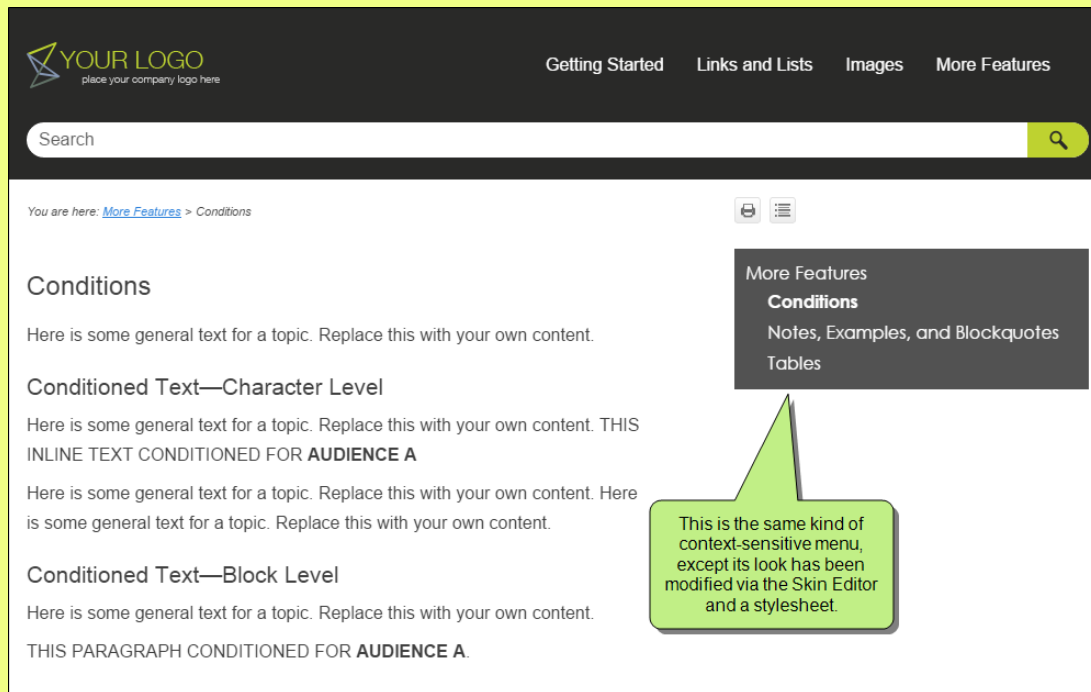 YOUR LOGO
place your company logo here
Getting Started Links and Lists Images More Features
Search
You are here: More Features > Conditions
More Features
Conditions
Notes, Examples, and Blockquotes
Tables
Conditions
Here is some general text for a topic. Replace this with your own content.
Conditioned Text—Character Level
Here is some general text for a topic. Replace this with your own content. THIS
INLINE TEXT CONDITIONED FOR AUDIENCE A
Here is some general text for a topic. Replace this with your own content. Here
is some general text for a topic. Replace this with your own content.
Conditioned Text—Block Level
Here is some general text for a topic. Replace this with your own content.
THIS PARAGRAPH CONDITIONED FOR AUDIENCE A.
This is the same kind of
context-sensitive menu,
except its look has been
modified via the Skin Editor
and a stylesheet.